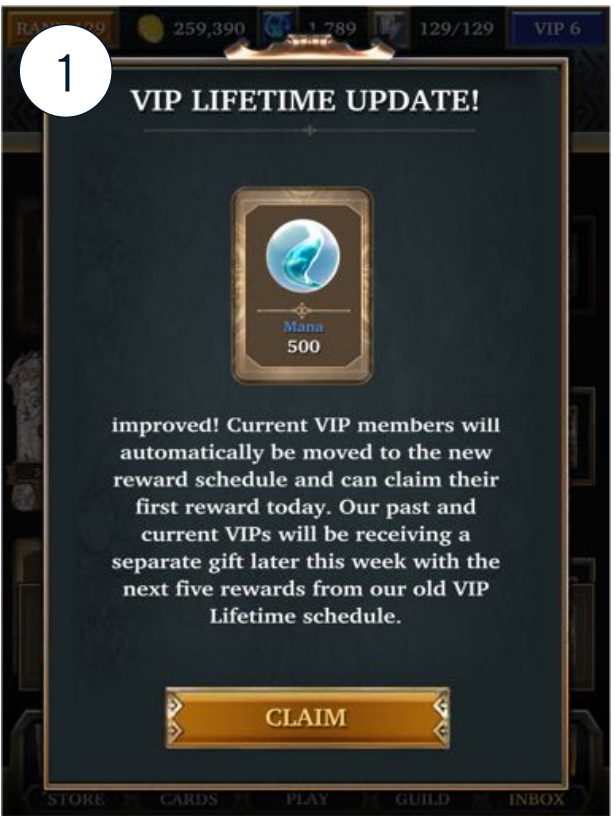 259,390
1,789
129/129
VIP 6
1
VIP LIFETIME UPDATE!
Mana
500
improved! Current VIP members will
automatically be moved to the new
reward schedule and can claim their
first reward today. Our past and
current VIPs will be receiving a
separate gift later this week with the
next five rewards from our old VIP
Lifetime schedule.
CLAIM
STORE
CARDS
PLAY
GUILD
INBOX